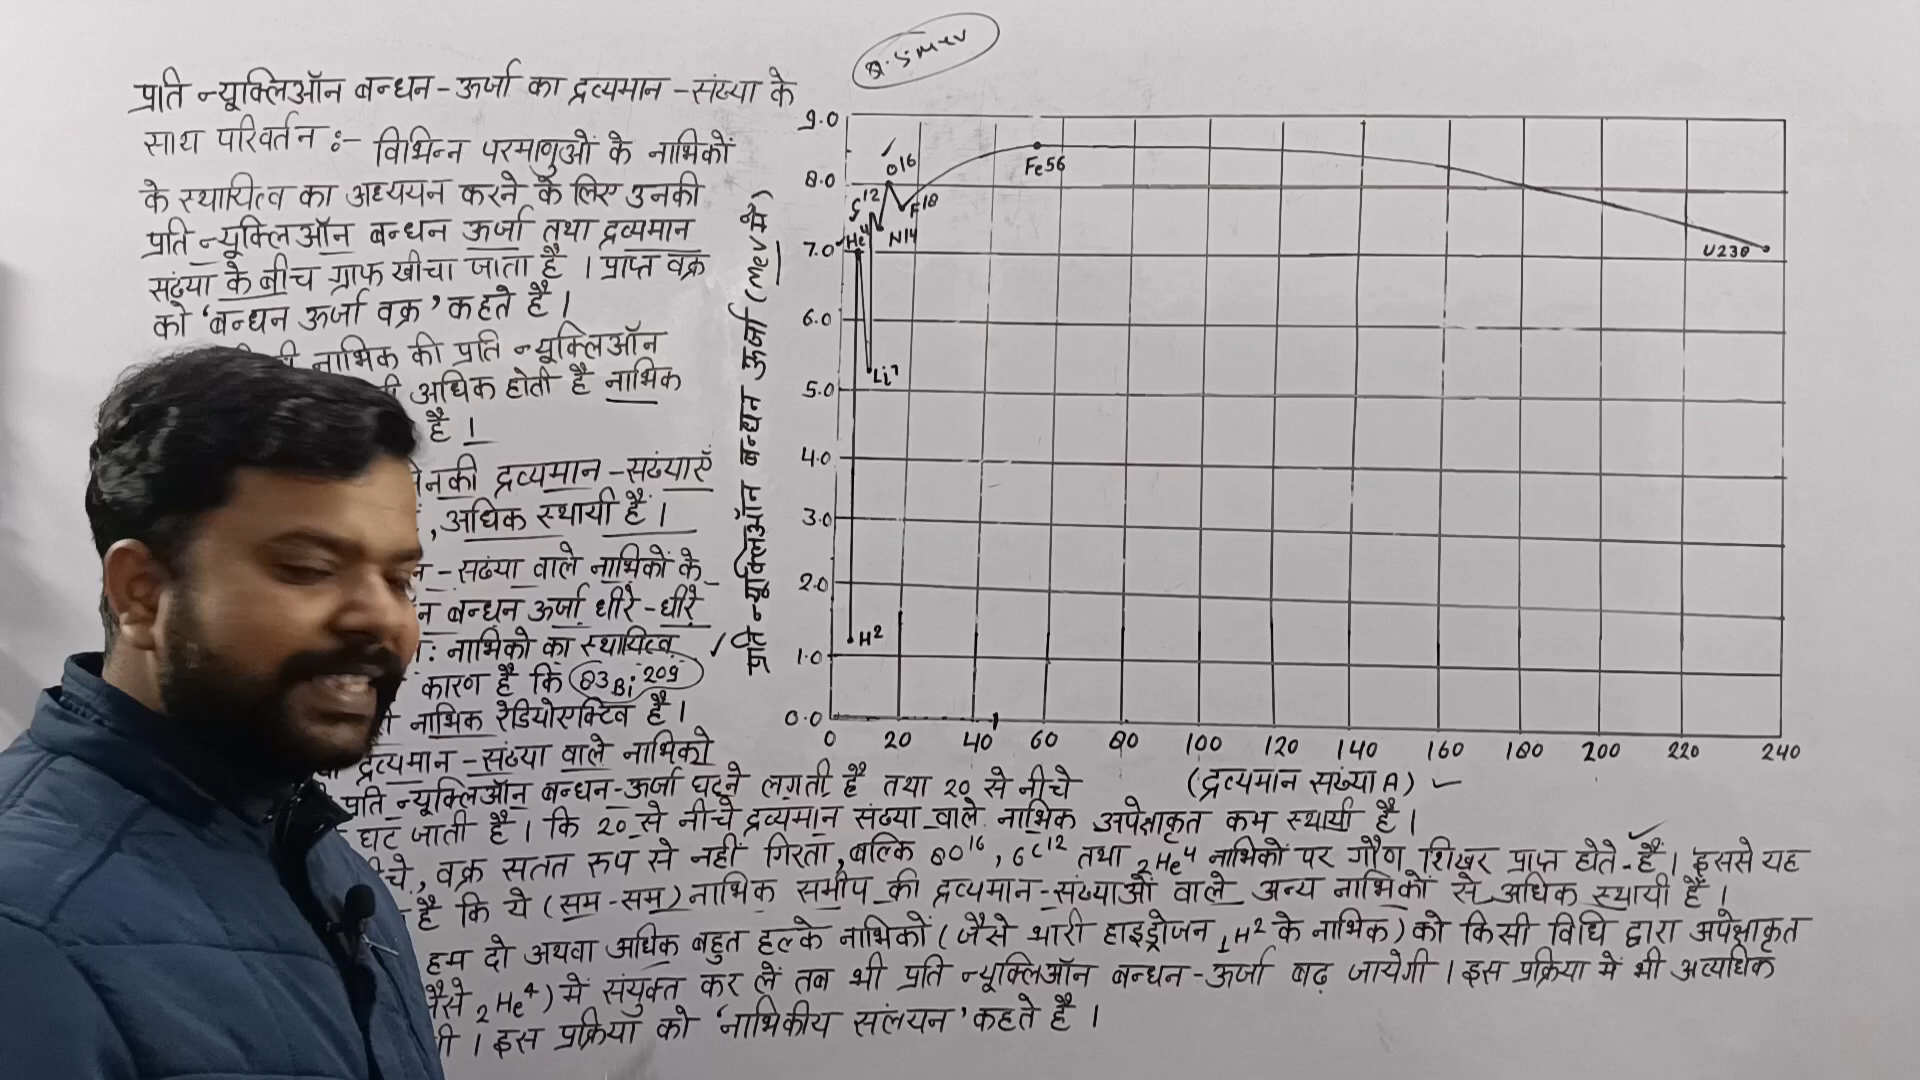 8.5 Mev
प्रति न्यूक्लिऑन बन्धन-ऊर्जा का द्रव्यमान-संख्या के
साथ परिवर्तन :- विभिन्न परमाणुओं के नाभिकों
के स्थायित्व का अध्ययन करने के लिए उनकी
प्रति न्यूक्लिऑन बन्धन ऊर्जा तथा द्रव्यमान
संख्या के बीच ग्राफ खींचा जाता है । प्राप्त वक्र
को 'बन्धन ऊर्जा वक्र' कहते हैं ।
नाभिक की प्रति न्यूक्लिऑन
अधिक होती है नाभिक
है ।
द्रव्यमान-संख्याएँ
, अधिक स्थायी हैं ।
-संख्या वाले नाभिकों के
बन्धन ऊर्जा धीरे-धीरे
: नाभिकों का स्थायित्व
कारण है कि 83Bi209
नाभिक रेडियोएक्टिव हैं ।
द्रव्यमान-संख्या वाले नाभिकों
प्रति न्यूक्लिऑन बन्धन-ऊर्जा घटने लगती है तथा 20 से नीचे
घट जाती है । कि 20 से नीचे द्रव्यमान संख्या वाले नाभिक अपेक्षाकृत कम स्थायी हैं ।
, वक्र सतत रुप से नहीं गिरता, बल्कि 8O16, 6C12 तथा 2He4 नाभिकों पर गौण शिखर प्राप्त होते हैं । इससे यह
है कि ये (सम-सम) नाभिक समीप की द्रव्यमान-संख्याओं वाले अन्य नाभिकों से अधिक स्थायी हैं ।
हम दो अथवा अधिक बहुत हल्के नाभिकों (जैसे भारी हाइड्रोजन 1H2 के नाभिक) को किसी विधि द्वारा अपेक्षाकृत
2He4) में संयुक्त कर लें तब भी प्रति न्यूक्लिऑन बन्धन-ऊर्जा बढ़ जायेगी । इस प्रक्रिया में भी अत्यधिक
। इस प्रक्रिया को 'नाभिकीय संलयन' कहते हैं ।
प्रति न्यूक्लिऑन बन्धन ऊर्जा (Mev में)
9.0
8.0
7.0
6.0
5.0
4.0
3.0
2.0
1.0
0.0
O16
Fe56
C12
F18
N14
He4
U238
Li7
H2
0 20 40 60 80 100 120 140 160 180 200 220 240
(द्रव्यमान संख्या A)